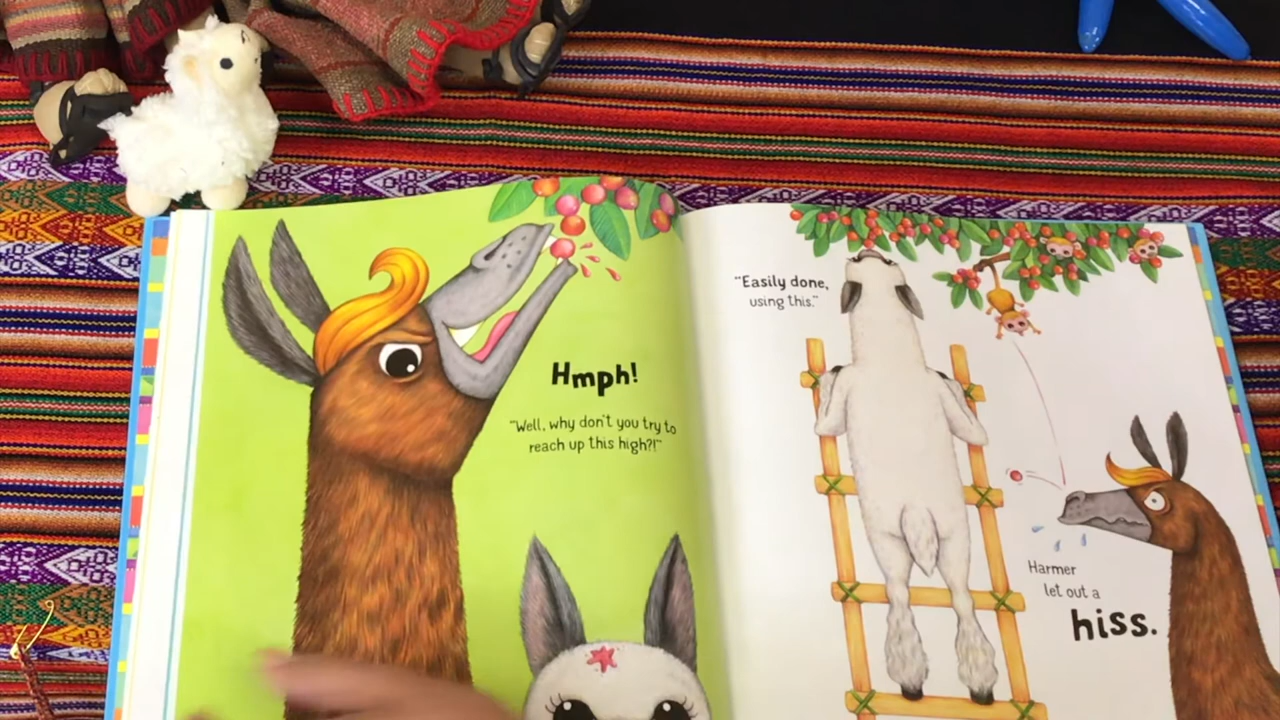 Hmph!
"Well, why don't you try to
reach up this high?!"
"Easily done,
using this."
Harmer
let out a
hiss.